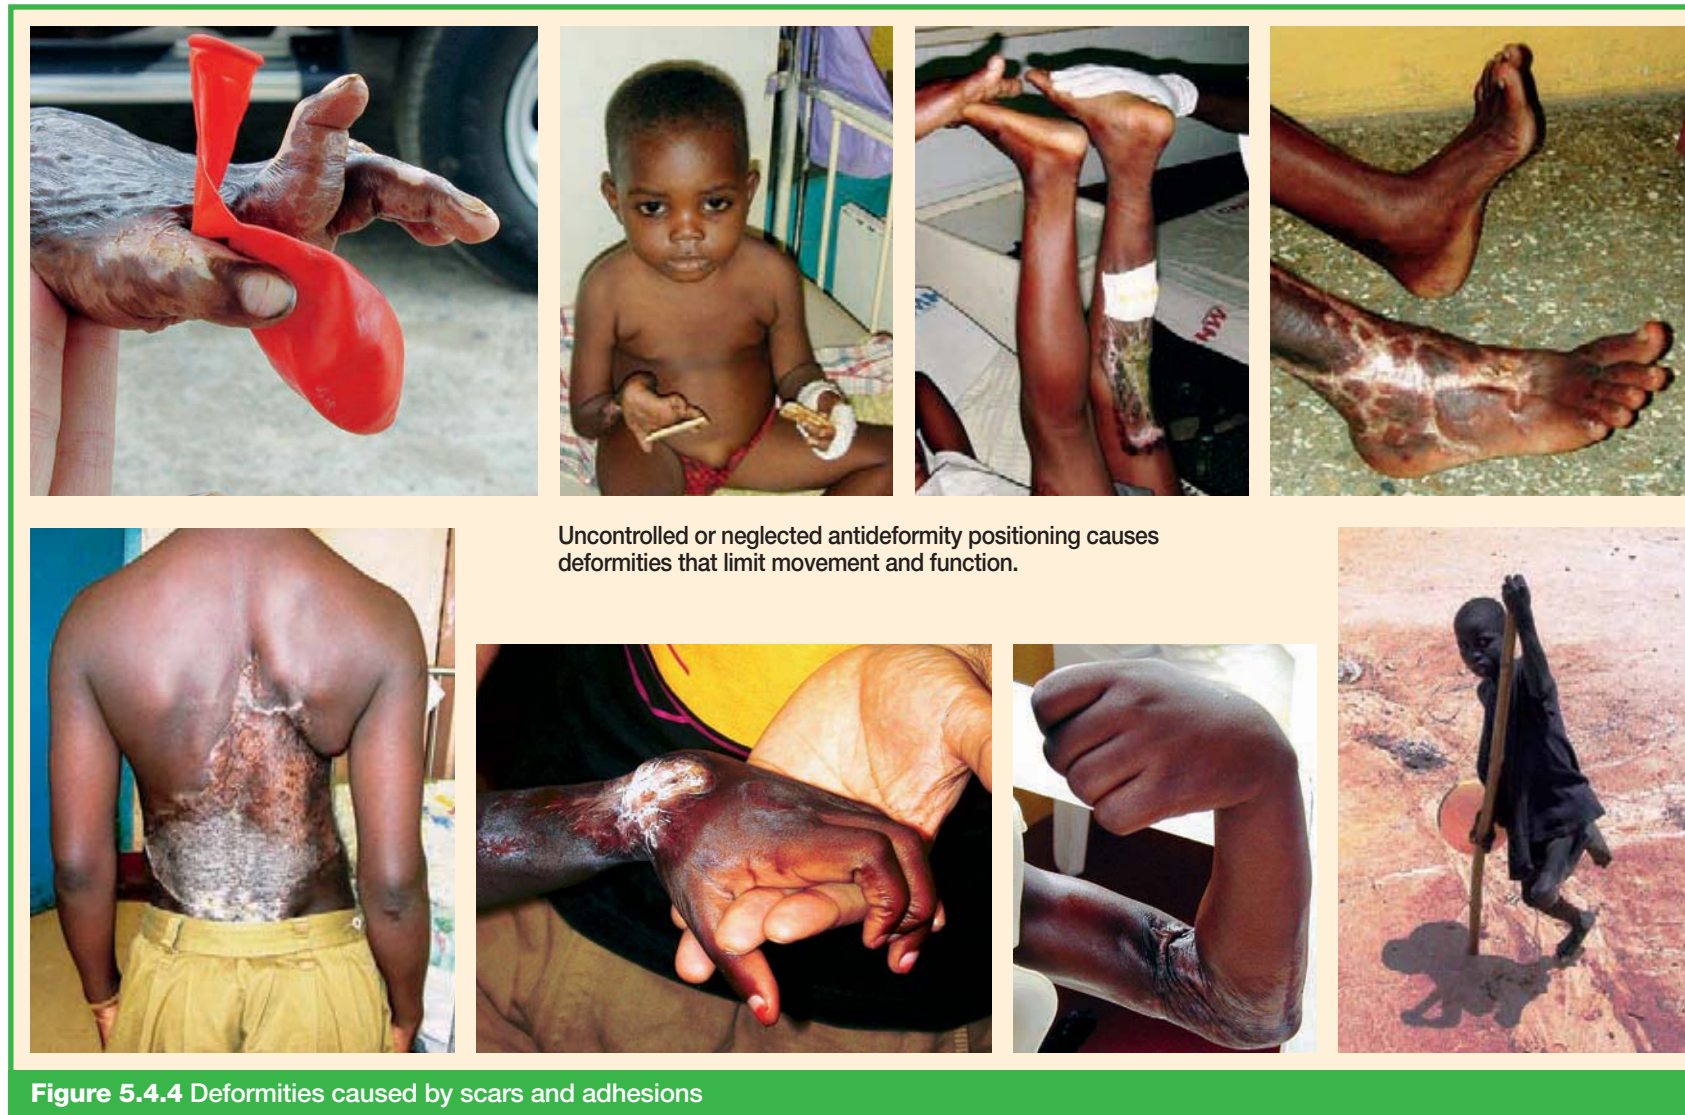 Uncontrolled or neglected antideformity positioning causes
deformities that limit movement and function.
Figure 5.4.4 Deformities caused by scars and adhesions